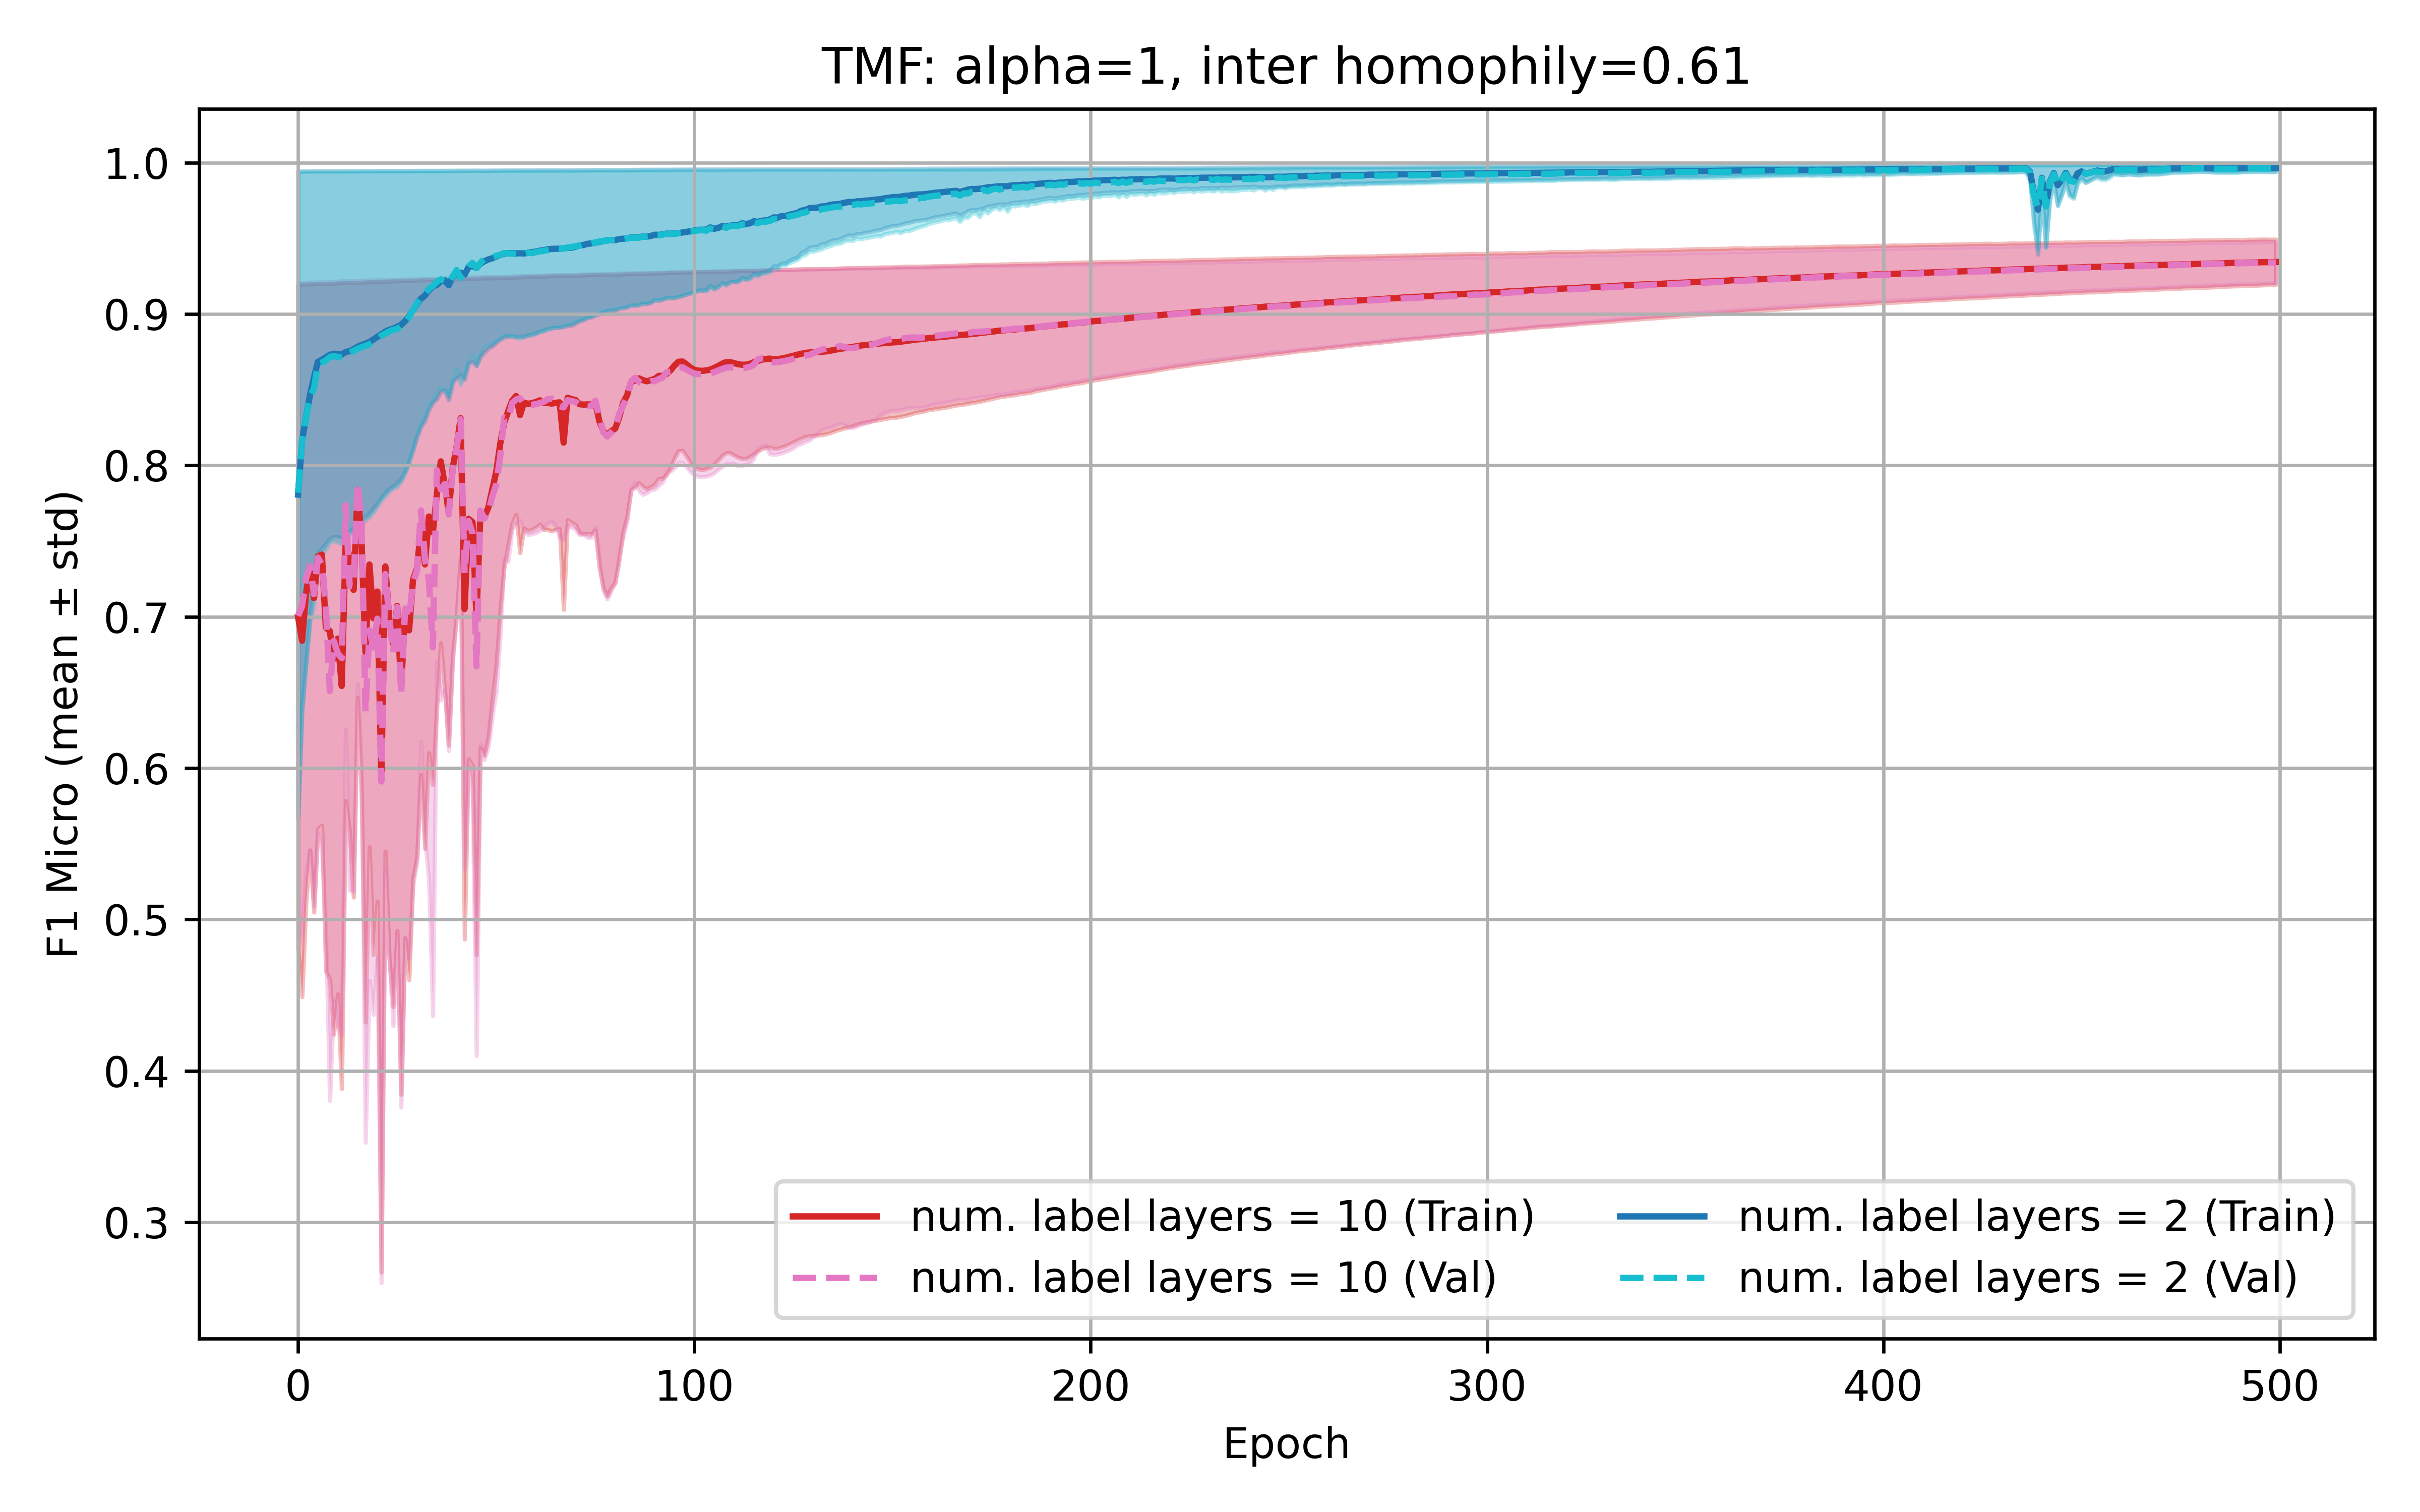 TMF: alpha=1, inter homophily=0.61
F1 Micro (mean ± std)
1.0
0.9
0.8
0.7
0.6
0.5
0.4
0.3
num. label layers = 10 (Train)
num. label layers = 10 (Val)
num. label layers = 2 (Train)
num. label layers = 2 (Val)
0 100 200 300 400 500
Epoch